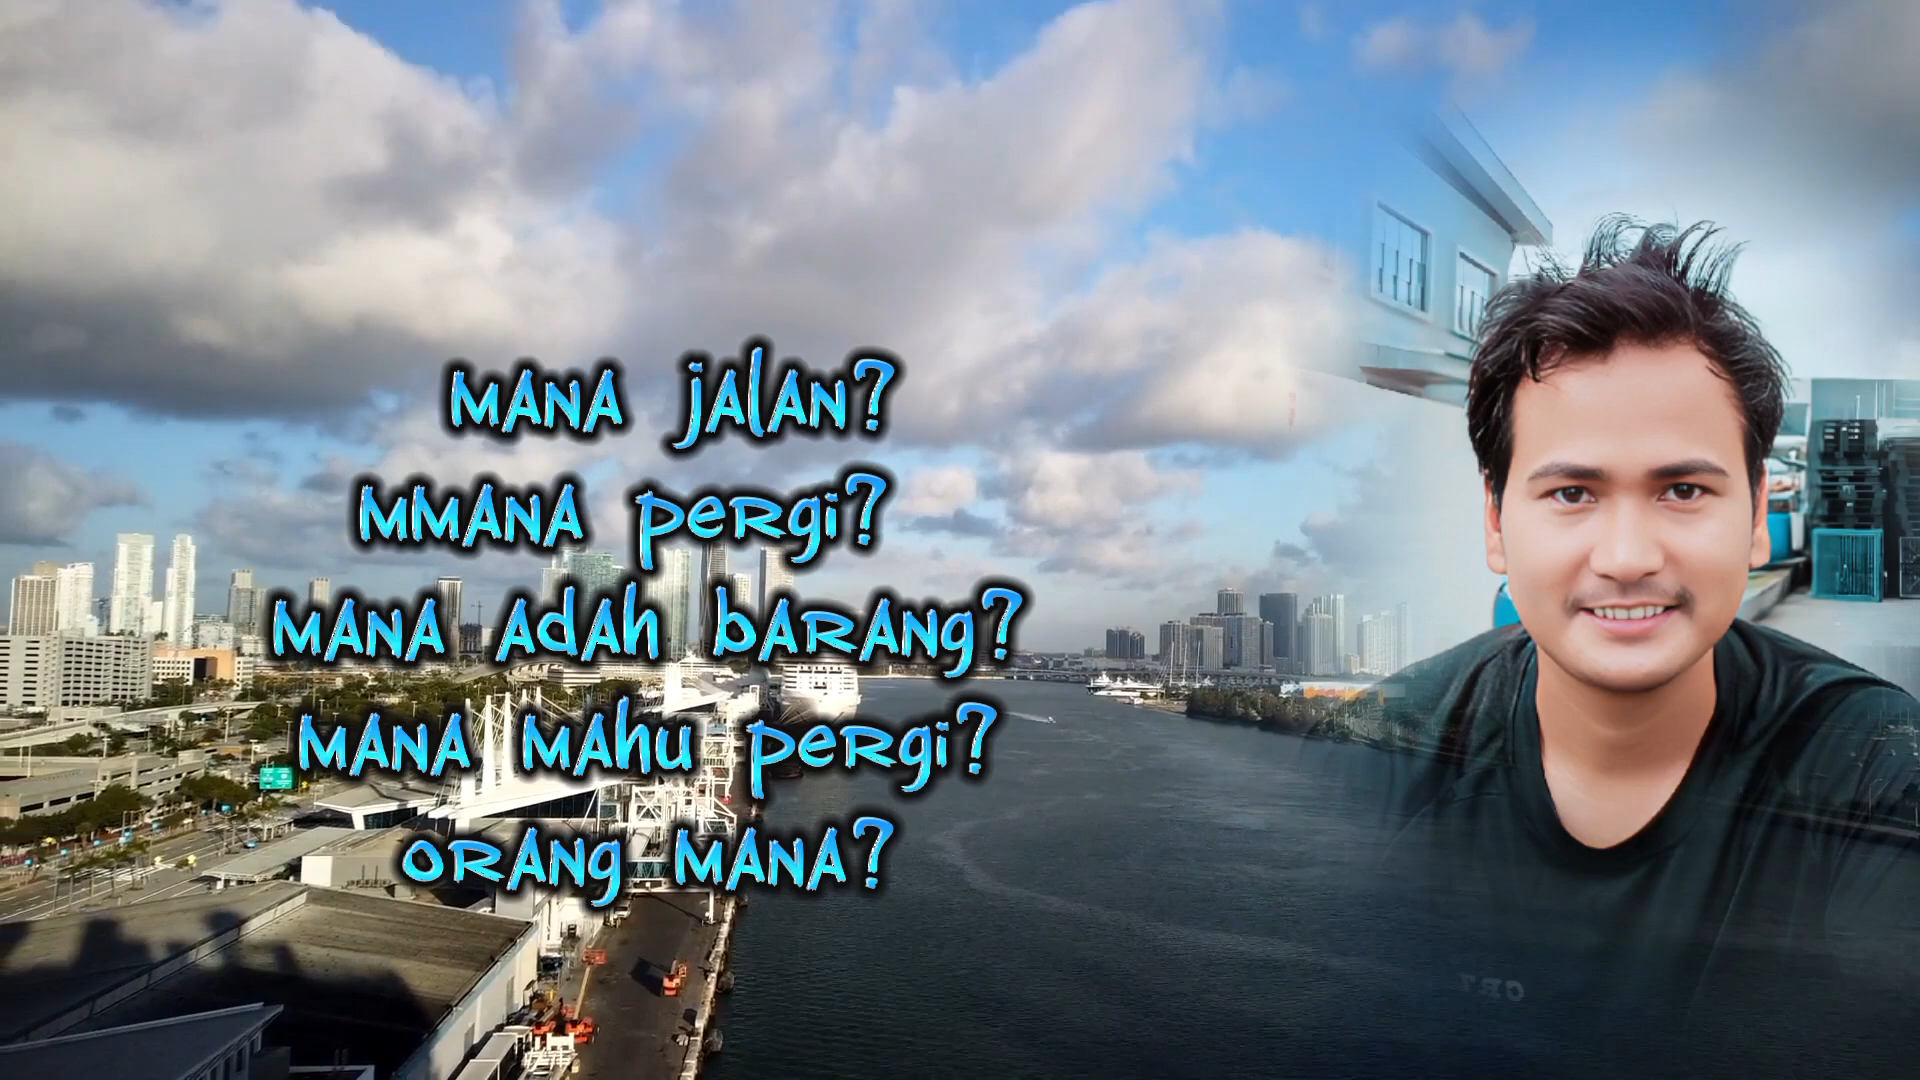 mana jalan?
mmana pergi?
mana adah barang?
mana mahu pergi?
orang mana?